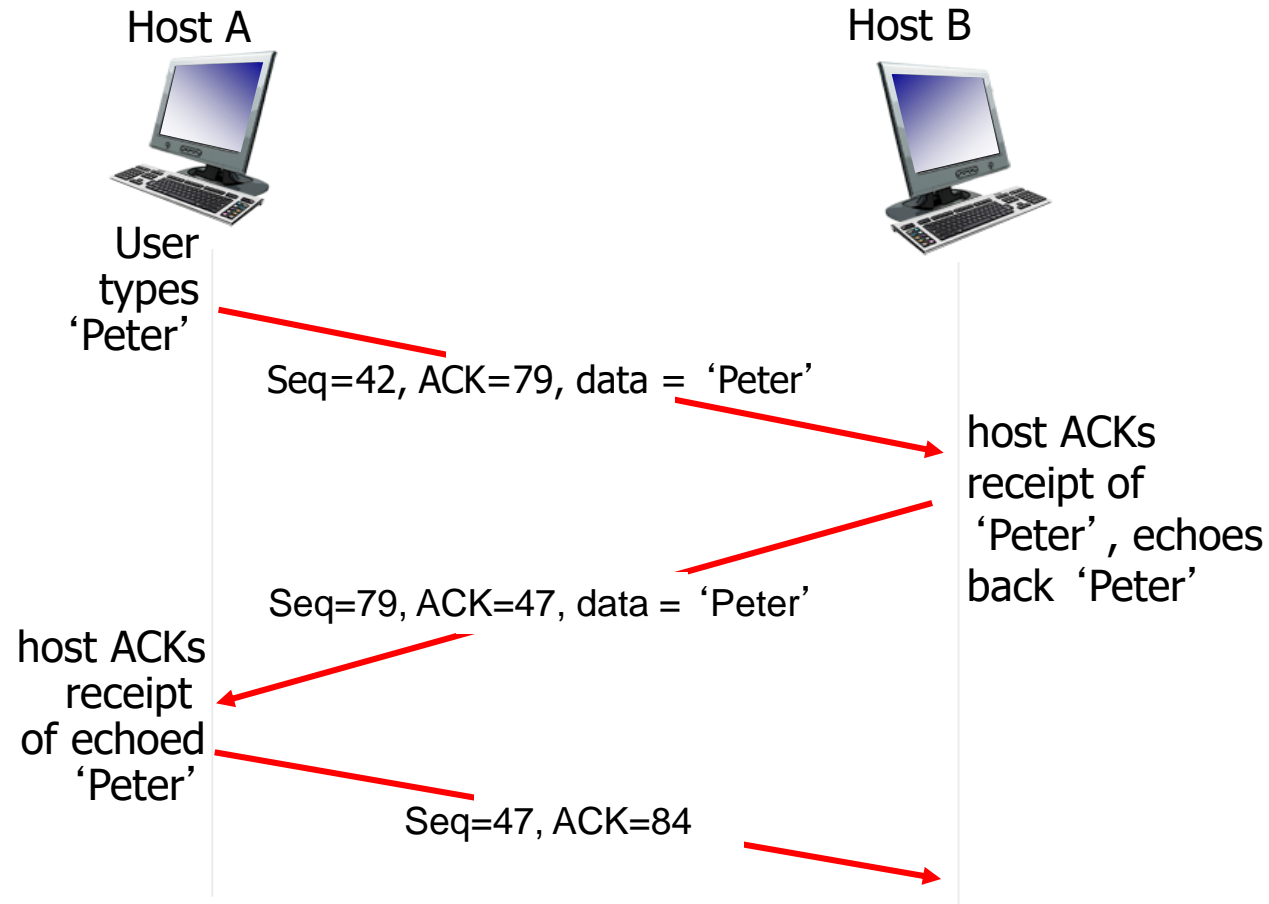 Host A
Host B
User
types
‘Peter’
Seq=42, ACK=79, data = ‘Peter’
host ACKs
receipt of
‘Peter’, echoes
back ‘Peter’
Seq=79, ACK=47, data = ‘Peter’
host ACKs
receipt
of echoed
‘Peter’
Seq=47, ACK=84